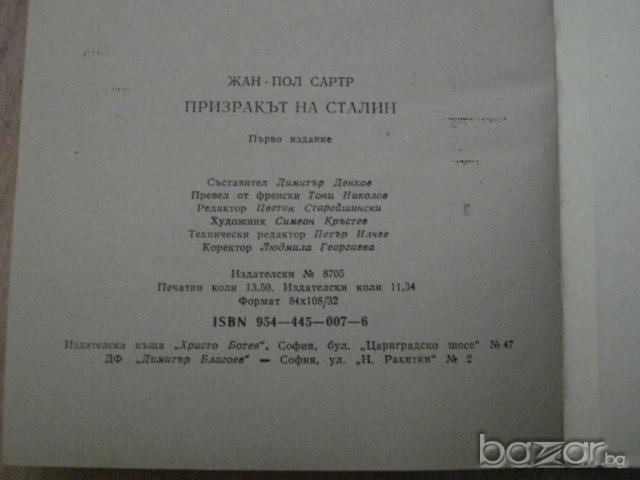 ЖАН-ПОЛ САРТР
ПРИЗРАКЪТ НА СТАЛИН
Първо издание
Съставител Димитър Денков
Превел от френски Тони Николов
Редактор Цветан Старейшински
Художник Симеон Кръстев
Технически редактор Петър Илчев
Коректор Людмила Георгиева
Издателски № 8705
Печатни коли 13,50. Издателски коли 11,34
Формат 84x108/32
ISBN 954—445—007—6
Издателска къща „Христо Ботев", София, бул. „Цариградско шосе" № 47
ДФ „Димитър Благоев" — София, ул. „Н. Ракитин" № 2
bazar.bg